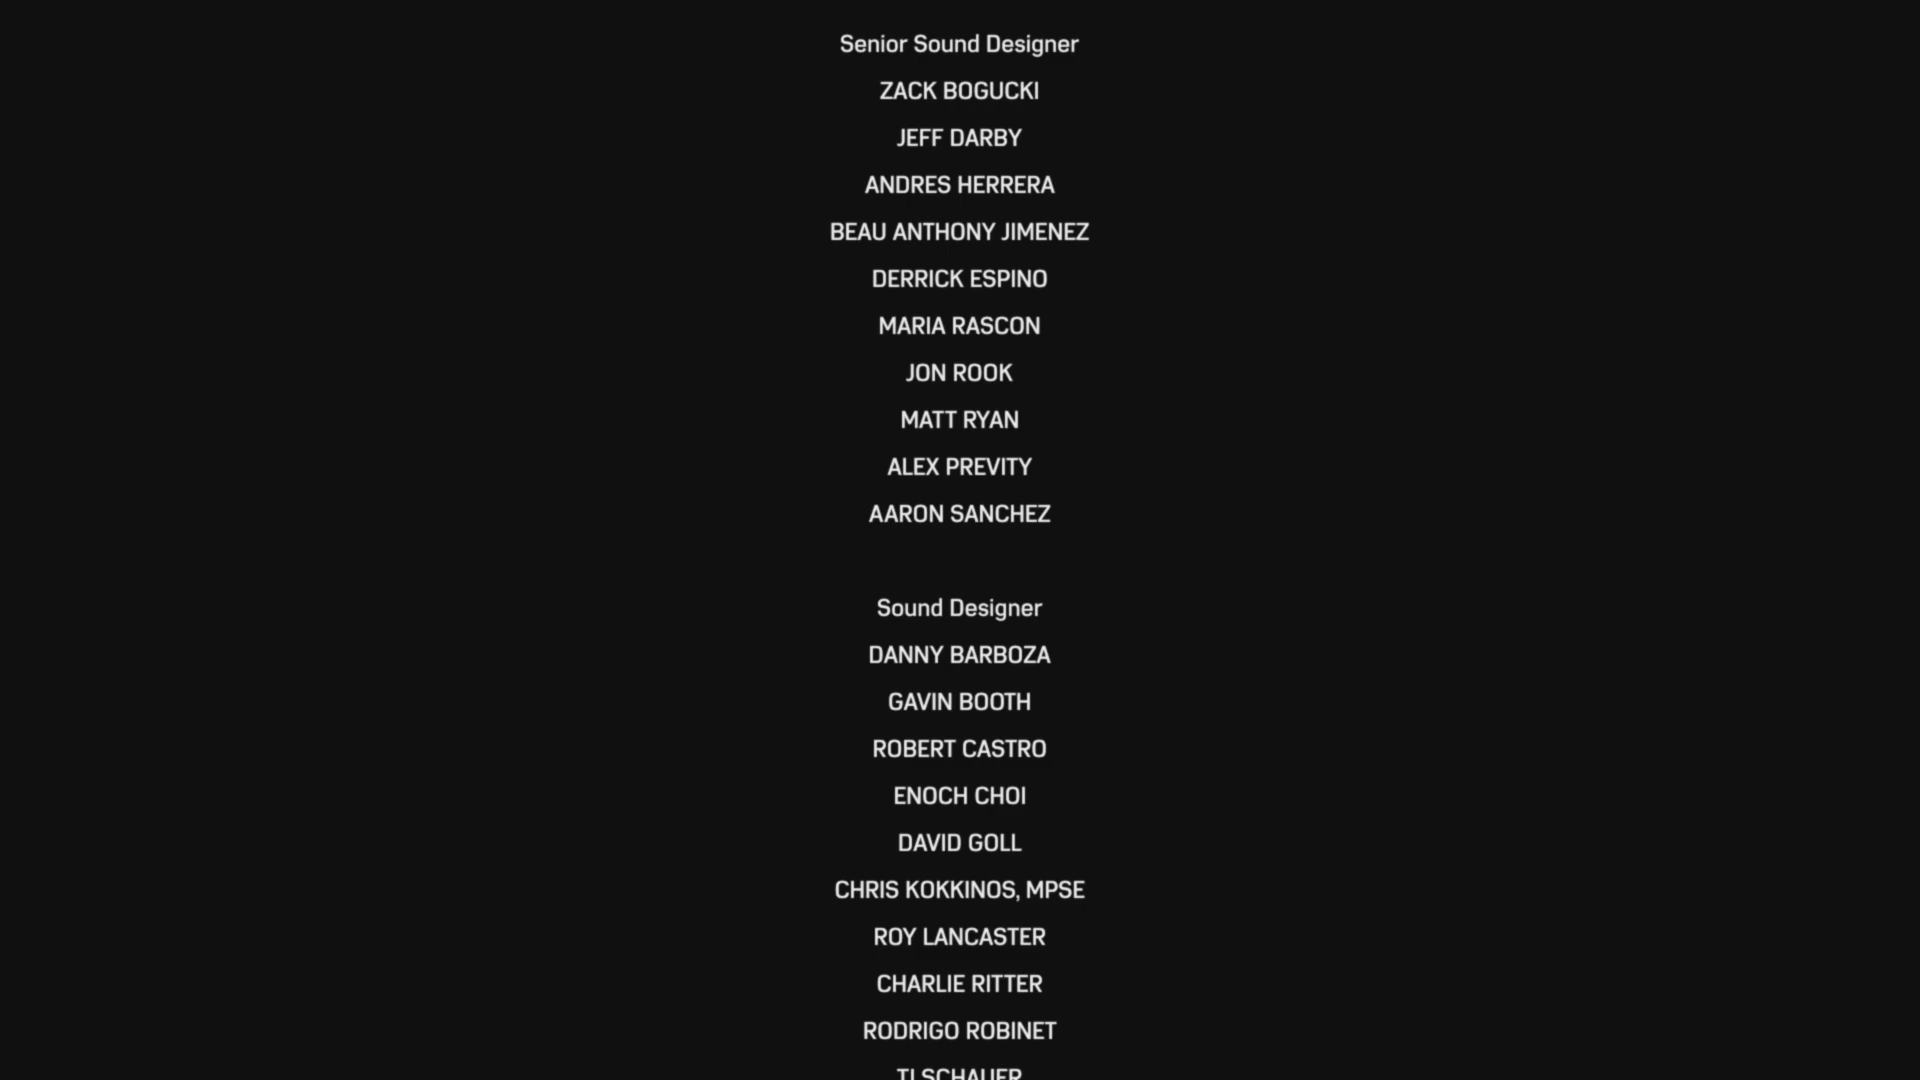 Senior Sound Designer
ZACK BOGUCKI
JEFF DARBY
ANDRES HERRERA
BEAU ANTHONY JIMENEZ
DERRICK ESPINO
MARIA RASCON
JON ROOK
MATT RYAN
ALEX PREVITY
AARON SANCHEZ
Sound Designer
DANNY BARBOZA
GAVIN BOOTH
ROBERT CASTRO
ENOCH CHOI
DAVID GOLL
CHRIS KOKKINOS, MPSE
ROY LANCASTER
CHARLIE RITTER
RODRIGO ROBINET
SCHAUER